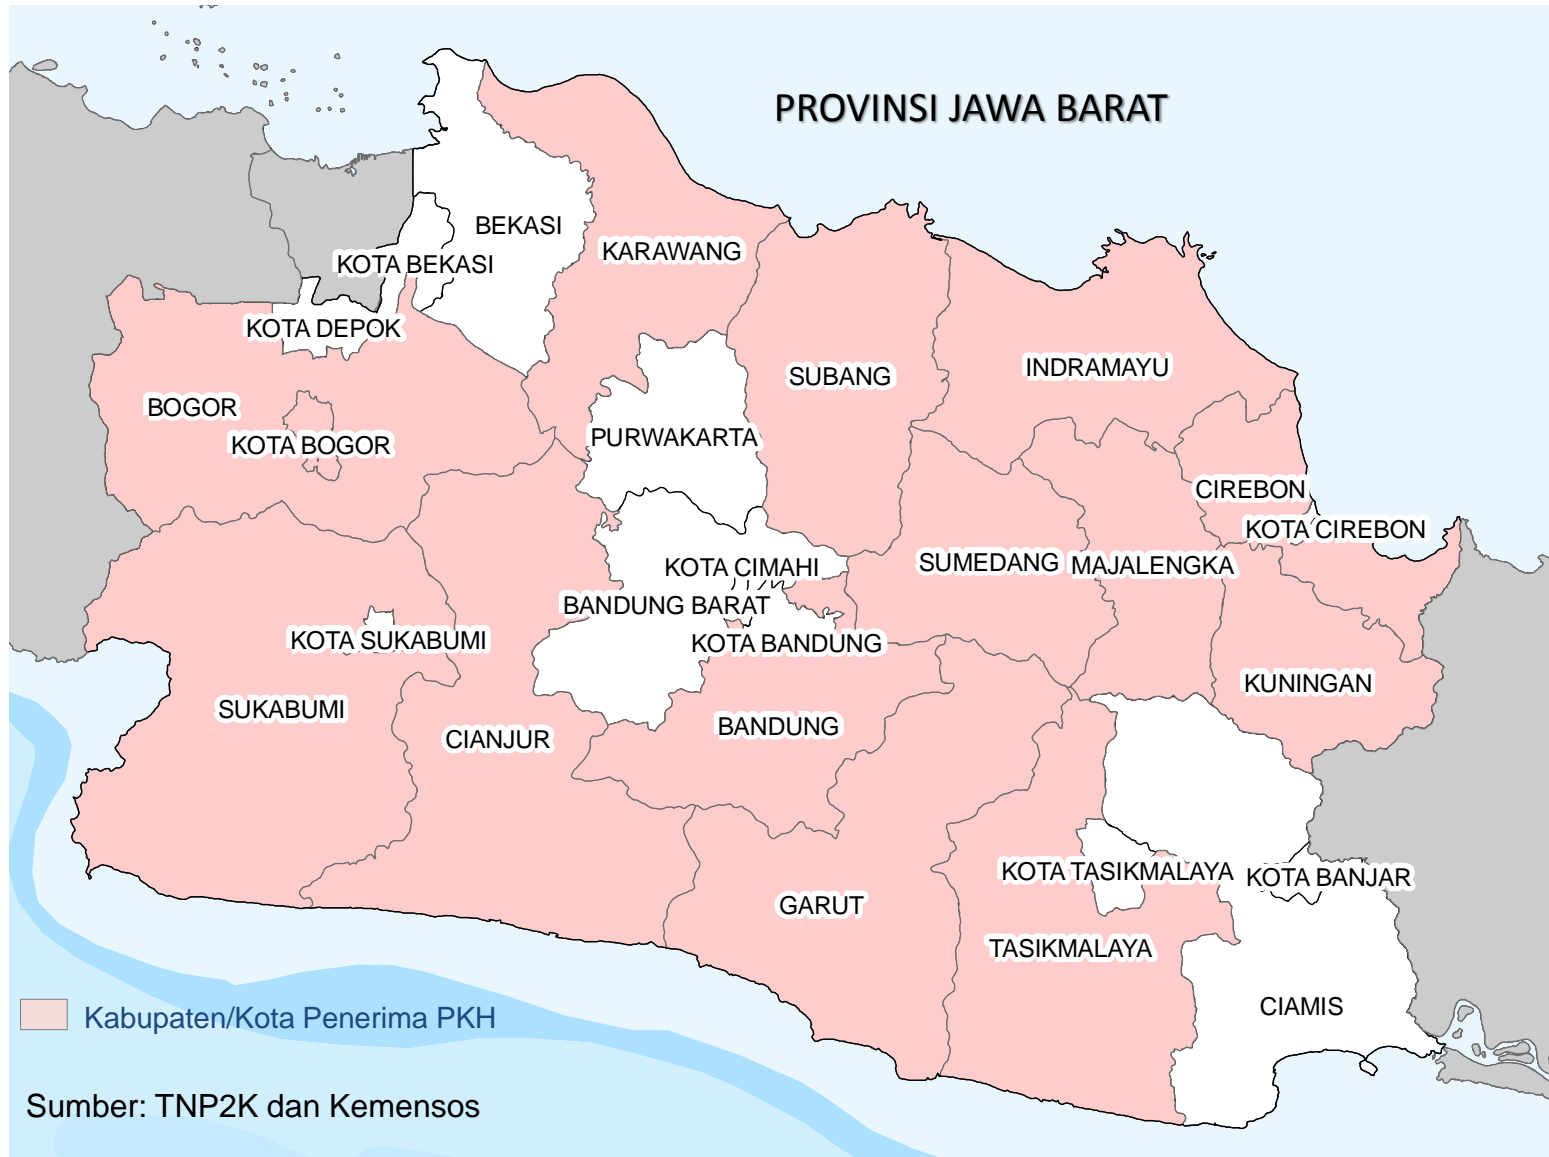 PROVINSI JAWA BARAT
BEKASI
KOTA BEKASI
KARAWANG
KOTA DEPOK
SUBANG
INDRAMAYU
BOGOR
KOTA BOGOR
PURWAKARTA
CIREBON
KOTA CIREBON
KOTA CIMAHI
SUMEDANG
MAJALENGKA
BANDUNG BARAT
KOTA SUKABUMI
KOTA BANDUNG
KUNINGAN
SUKABUMI
CIANJUR
BANDUNG
KOTA TASIKMALAYA
KOTA BANJAR
GARUT
TASIKMALAYA
CIAMIS
Kabupaten/Kota Penerima PKH
Sumber: TNP2K dan Kemensos